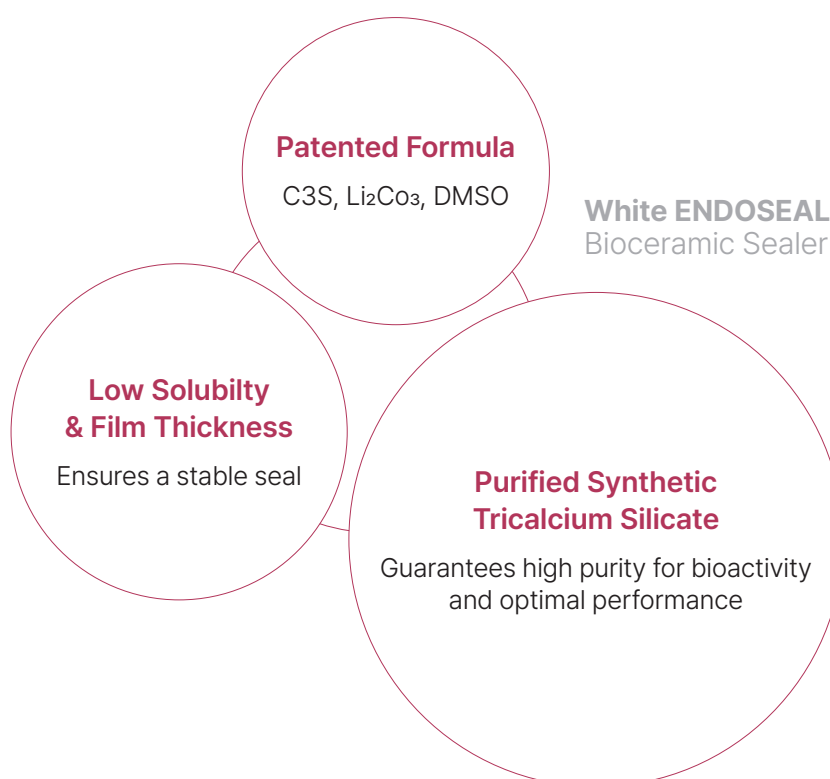 Patented Formula
C3S, Li₂Co₃, DMSO
White ENDOSEAL
Bioceramic Sealer
Low Solubilty
& Film Thickness
Ensures a stable seal
Purified Synthetic
Tricalcium Silicate
Guarantees high purity for bioactivity
and optimal performance